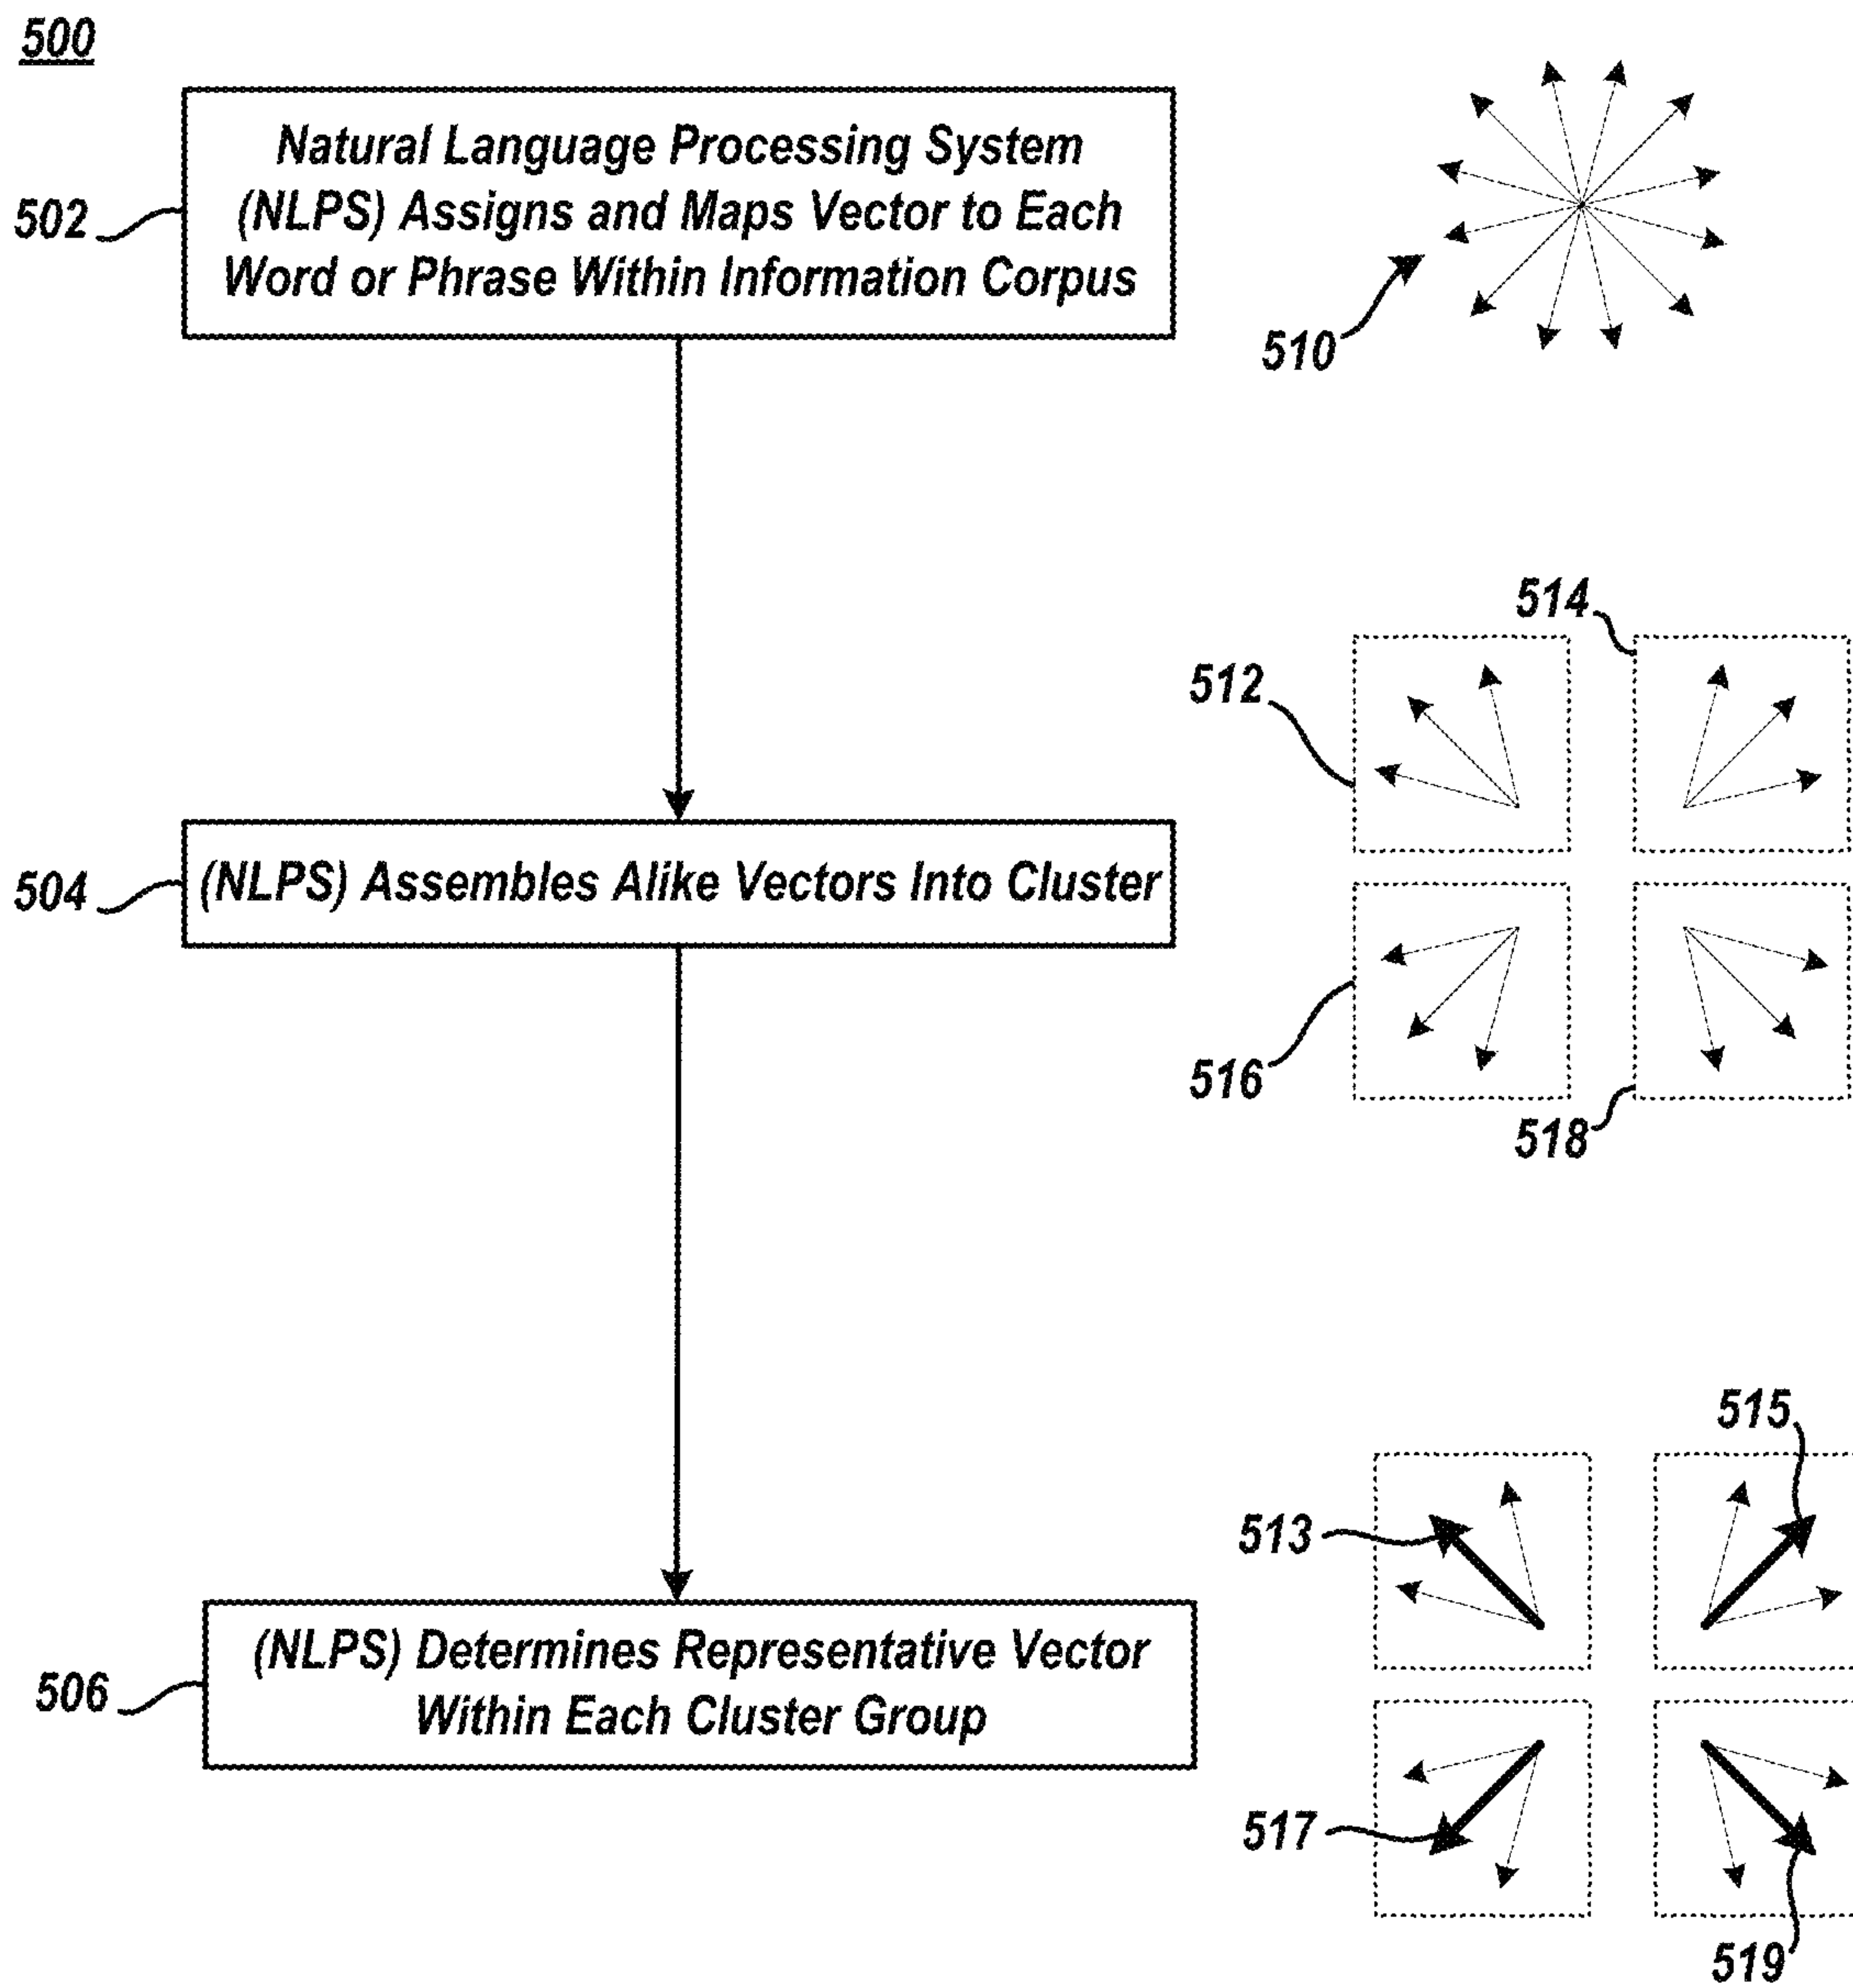 500
Natural Language Processing System
(NLPS) Assigns and Maps Vector to Each
Word or Phrase Within Information Corpus
502
510
514
512
(NLPS) Assembles Alike Vectors Into Cluster
504
516
518
515
513
(NLPS) Determines Representative Vector
Within Each Cluster Group
506
517
519